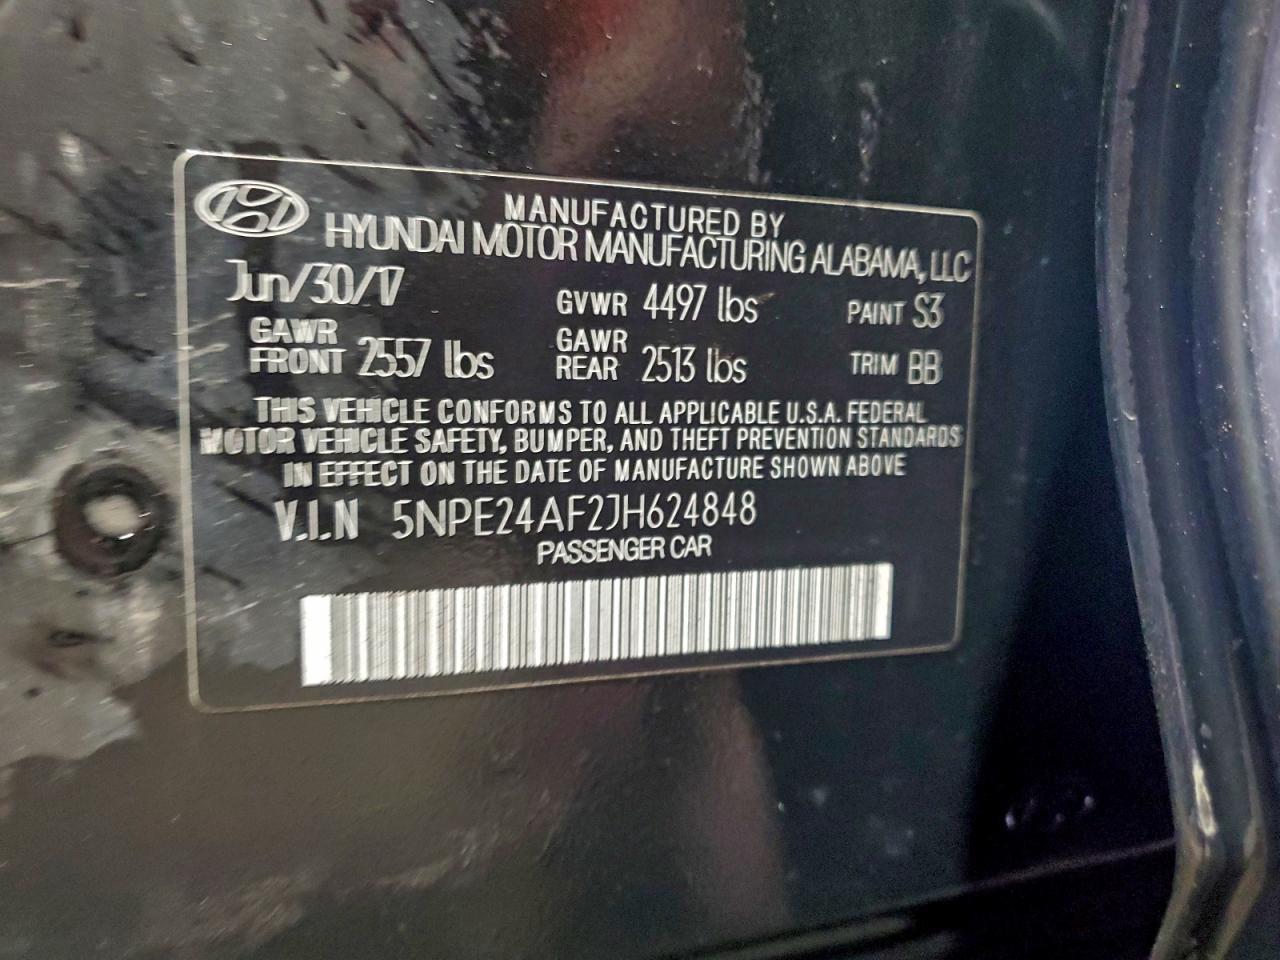 MANUFACTURED BY
HYUNDAI MOTOR MANUFACTURING ALABAMA, LLC
Jun/30/17 GVWR 4497 lbs PAINT S3
GAWR FRONT 2557 lbs GAWR REAR 2513 lbs TRIM BB
THIS VEHICLE CONFORMS TO ALL APPLICABLE U.S.A. FEDERAL
MOTOR VEHICLE SAFETY, BUMPER, AND THEFT PREVENTION STANDARDS
IN EFFECT ON THE DATE OF MANUFACTURE SHOWN ABOVE
V.I.N 5NPE24AF2JH624848
PASSENGER CAR